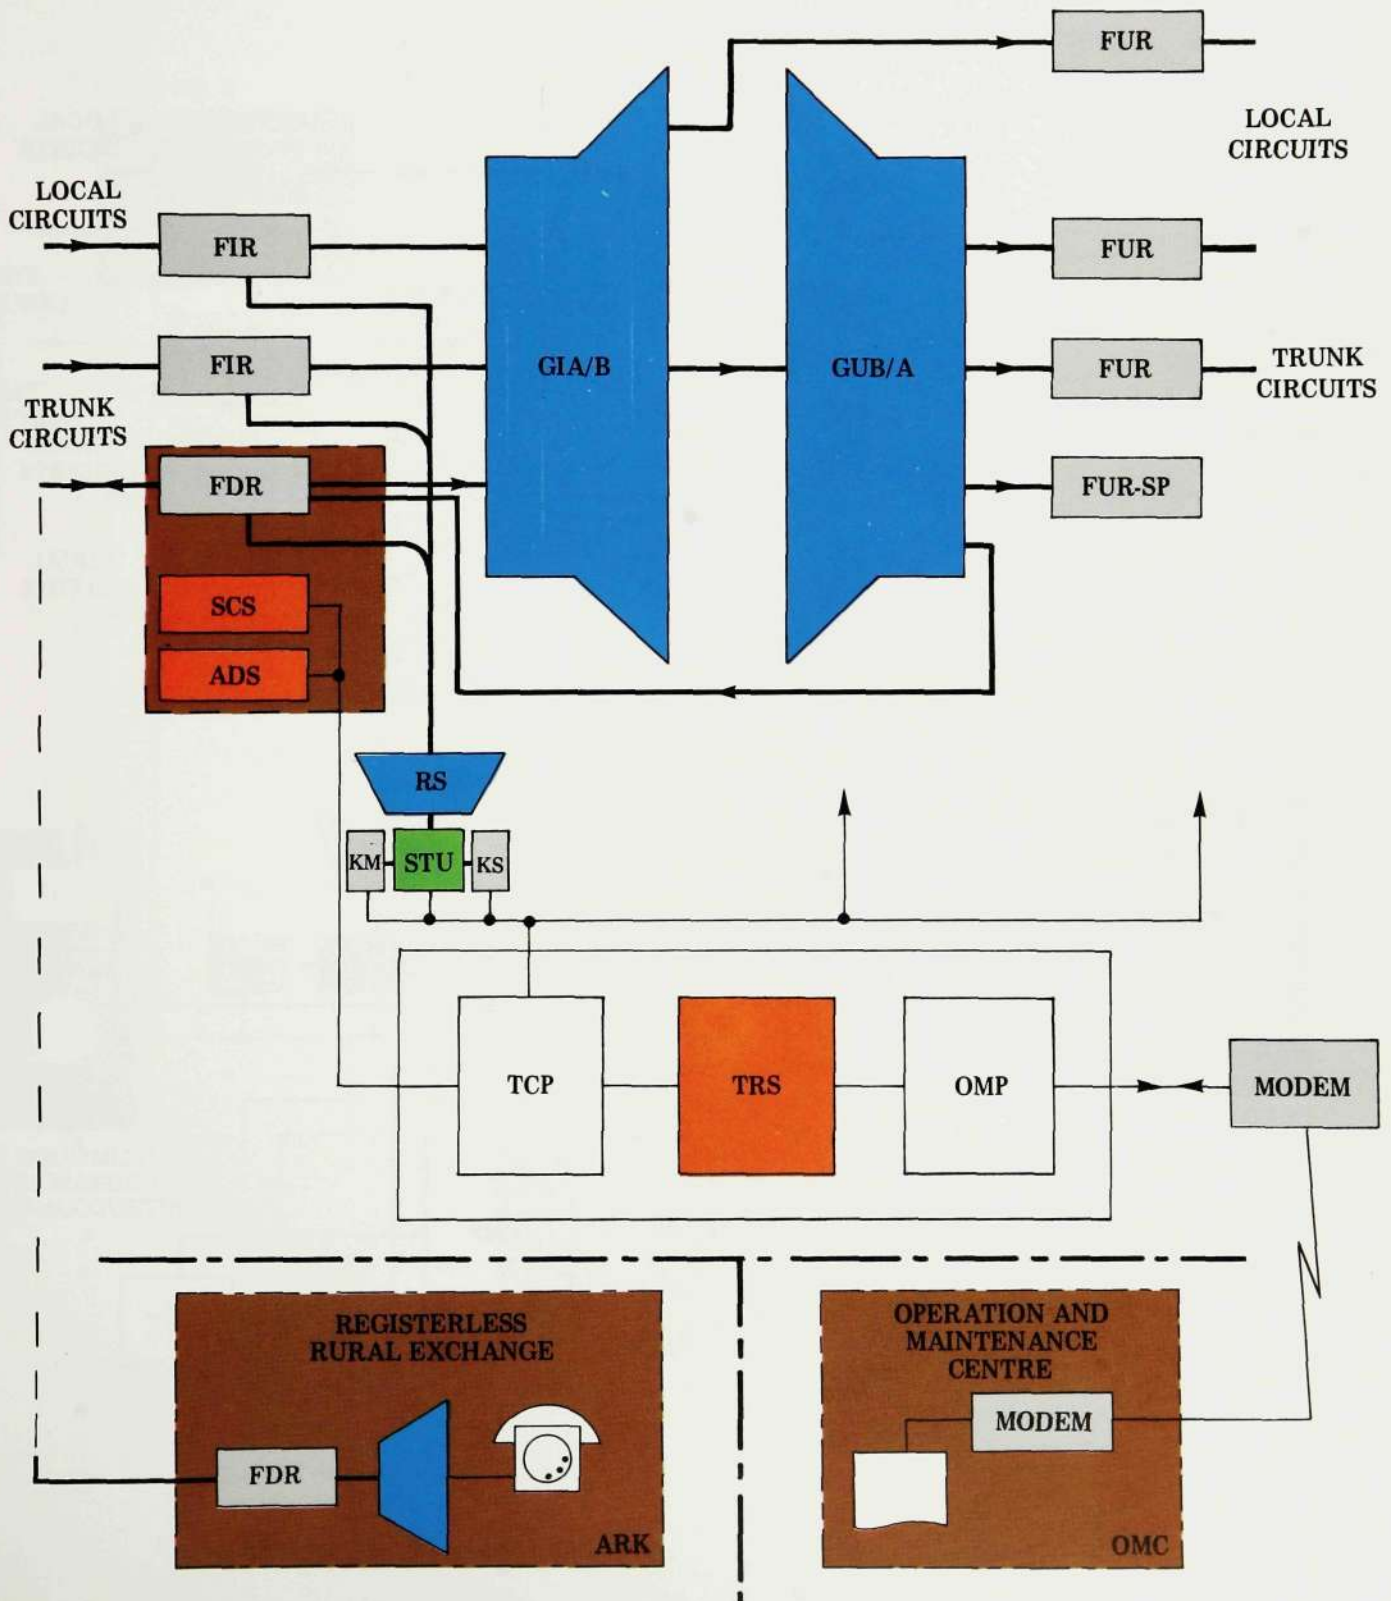 FUR
LOCAL
CIRCUITS
LOCAL
CIRCUITS
FIR
FUR
FIR
GIA/B
GUB/A
FUR
TRUNK
CIRCUITS
TRUNK
CIRCUITS
FDR
FUR-SP
SCS
ADS
RS
KM
STU
KS
TCP
TRS
OMP
MODEM
REGISTERLESS
RURAL EXCHANGE
FDR
ARK
OPERATION AND
MAINTENANCE
CENTRE
MODEM
OMC